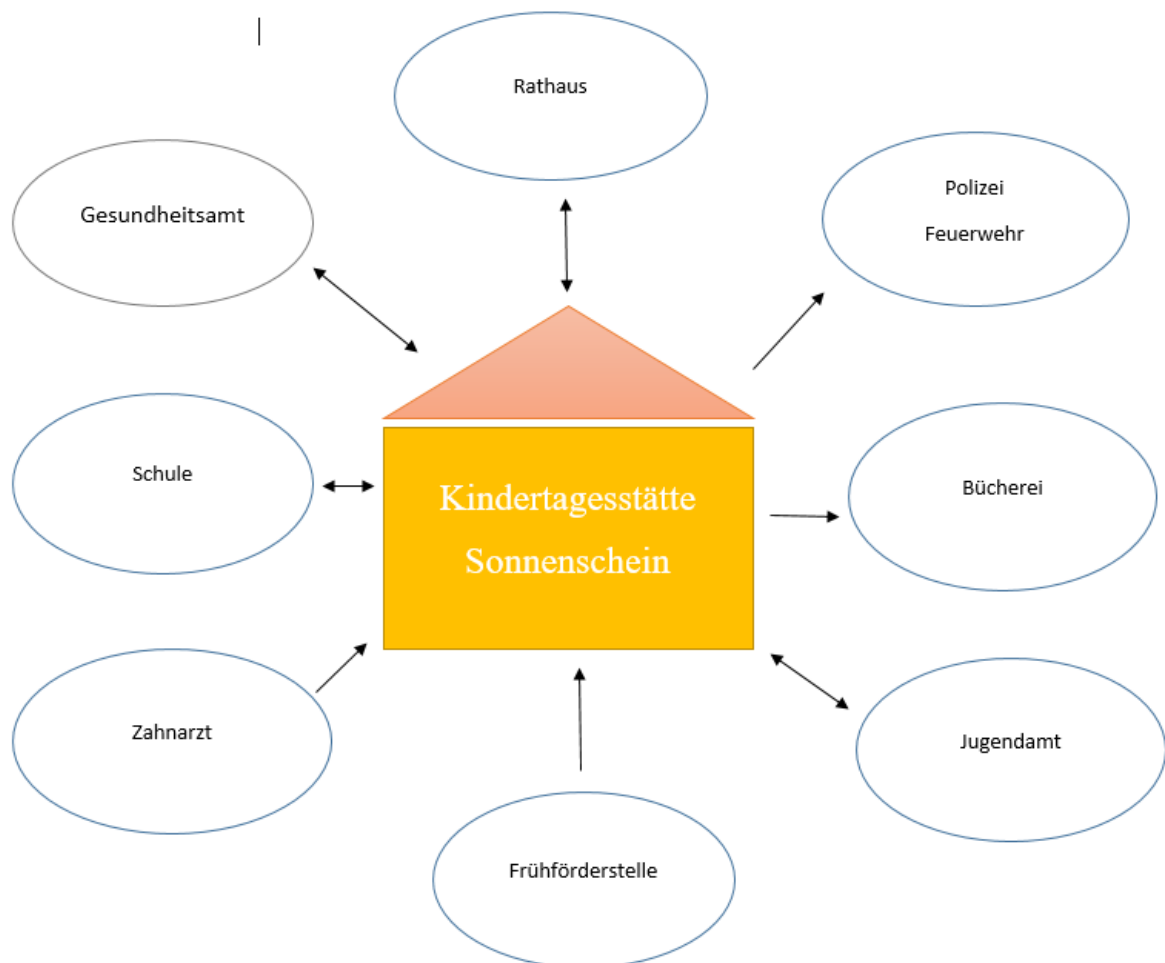 Rathaus
Gesundheitsamt
Polizei
Feuerwehr
Schule
Kindertagesstätte
Sonnenschein
Bücherei
Zahnarzt
Jugendamt
Frühförderstelle